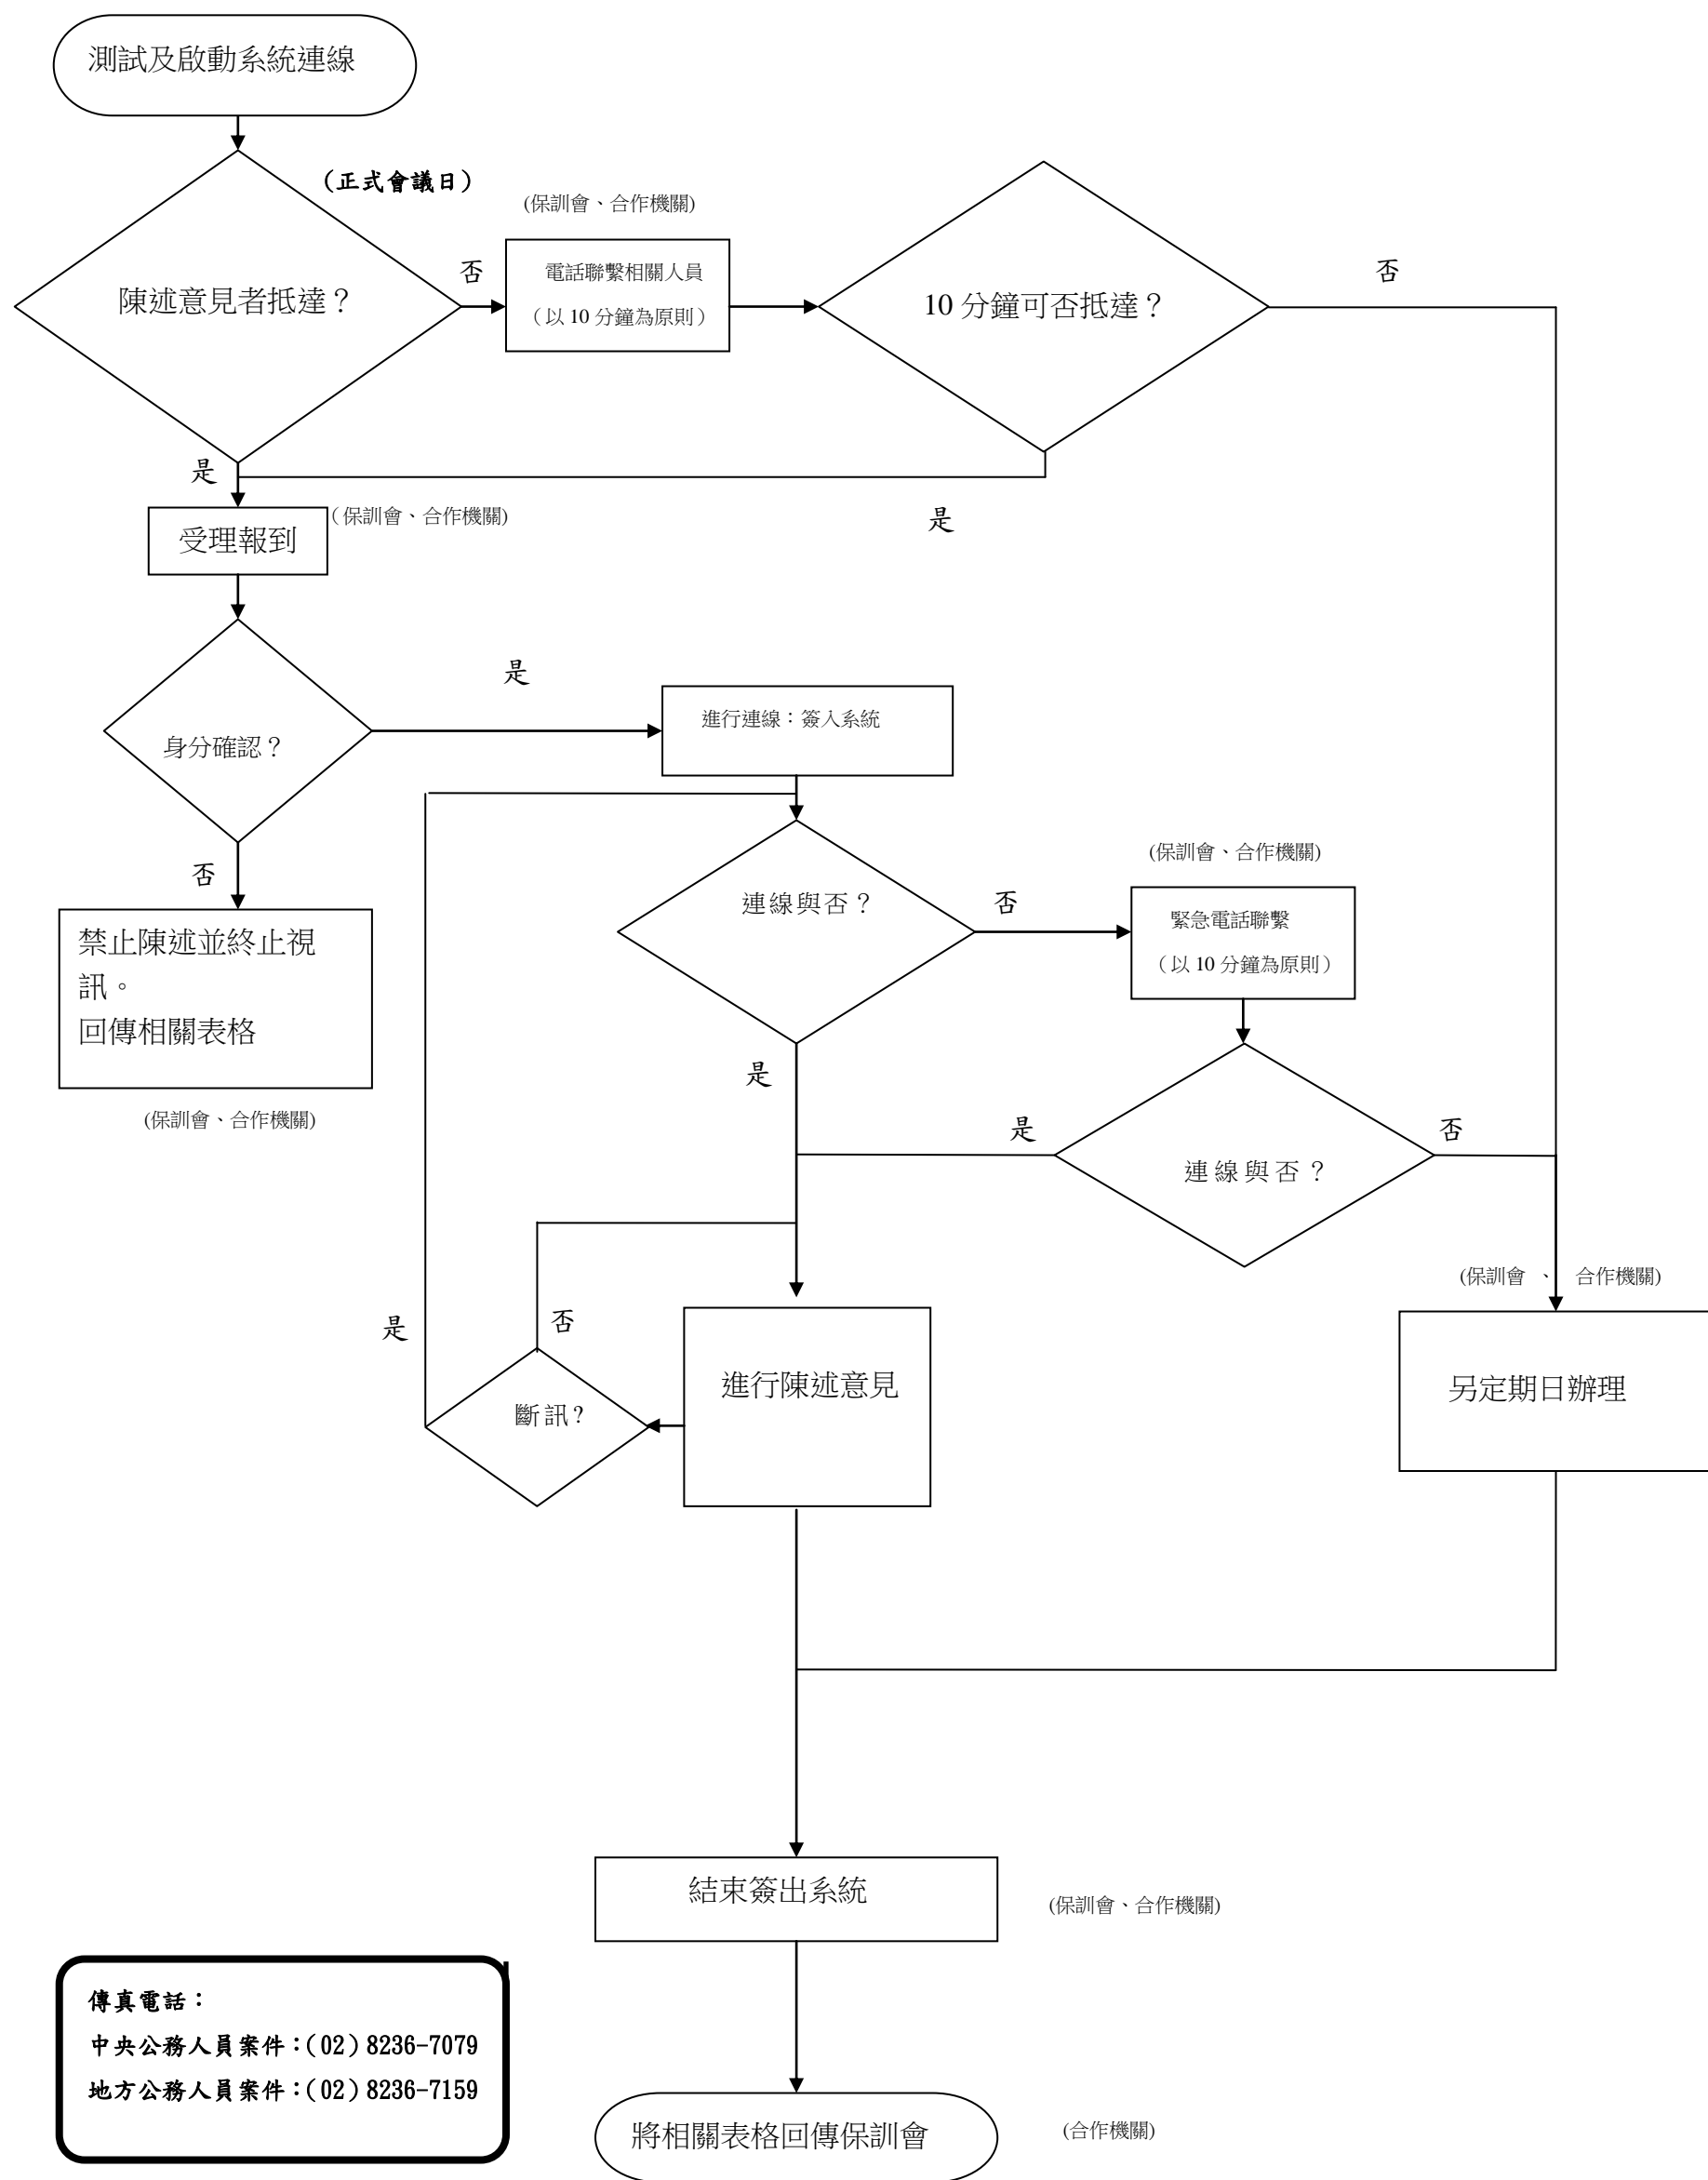 測試及啟動系統連線
(正式會議日)
(保訓會、合作機關)
陳述意見者抵達？
否
電話聯繫相關人員
（以 10 分鐘為原則）
10 分鐘可否抵達？
否
是
受理報到
（保訓會、合作機關)
是
身分確認？
是
進行連線：簽入系統
否
禁止陳述並終止視
訊。
回傳相關表格
(保訓會、合作機關)
連線與否？
否
(保訓會、合作機關)
緊急電話聯繫
（以 10 分鐘為原則）
是
是
連線與否？
否
(保訓會 、 合作機關)
是
否
斷訊?
進行陳述意見
另定期日辦理
結束簽出系統
(保訓會、合作機關)
傳真電話：
中央公務人員案件：(02)8236-7079
地方公務人員案件：(02)8236-7159
將相關表格回傳保訓會
(合作機關)